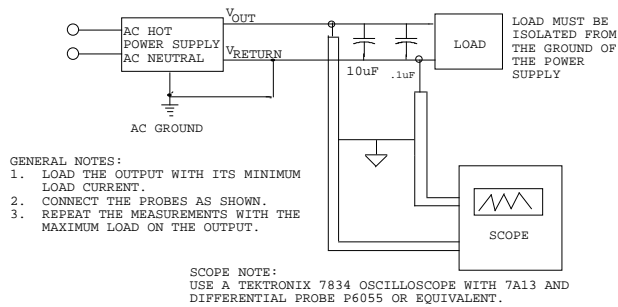 VOUT
AC HOT
POWER SUPPLY
AC NEUTRAL
VRETURN
10uF
.1uF
LOAD
LOAD MUST BE
ISOLATED FROM
THE GROUND OF
THE POWER
SUPPLY
AC GROUND
GENERAL NOTES:
1. LOAD THE OUTPUT WITH ITS MINIMUM
LOAD CURRENT.
2. CONNECT THE PROBES AS SHOWN.
3. REPEAT THE MEASUREMENTS WITH THE
MAXIMUM LOAD ON THE OUTPUT.
SCOPE
SCOPE NOTE:
USE A TEKTRONIX 7834 OSCILLOSCOPE WITH 7A13 AND
DIFFERENTIAL PROBE P6055 OR EQUIVALENT.